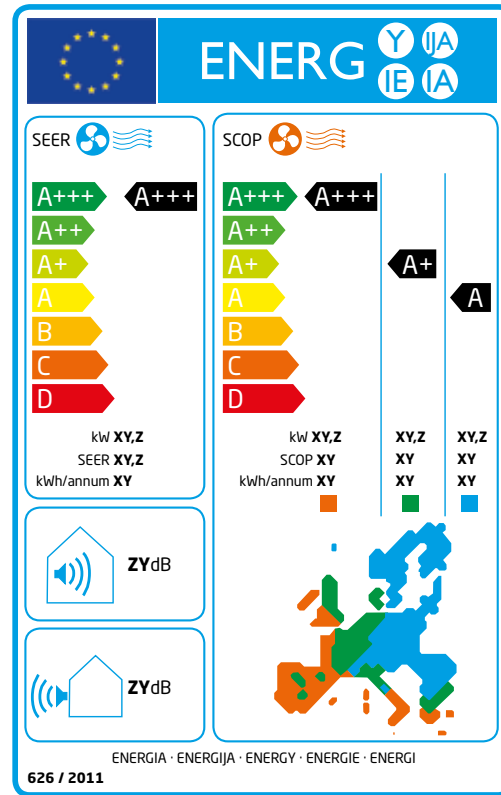 ENERG Y IJA
IE IA
SEER
A+++ A+++
A++
A+
A
B
C
D
kW XY,Z
SEER XY,Z
kWh/annum XY
SCOP
A+++ A+++
A++
A+ A+
A A
B
C
D
kW XY,Z XY,Z XY,Z
SCOP XY XY XY
kWh/annum XY XY XY
ZYdB
ZYdB
ENERGIA · ENERGIJA · ENERGY · ENERGIE · ENERGI
626 / 2011